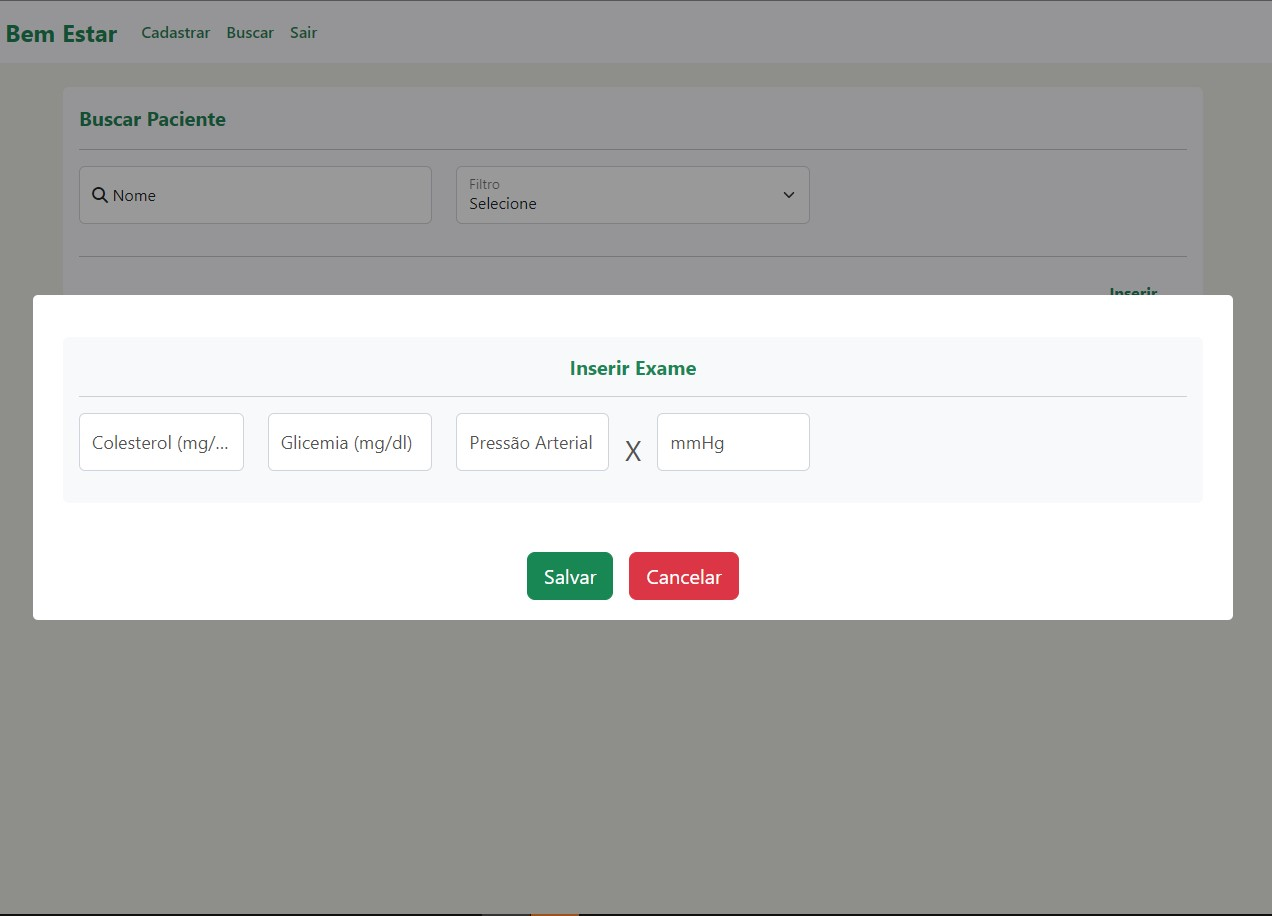 Bem Estar Cadastrar Buscar Sair
Buscar Paciente
Nome
Filtro
Selecione
Inserir
Inserir Exame
Colesterol (mg/... Glicemia (mg/dl) Pressão Arterial X mmHg
Salvar Cancelar